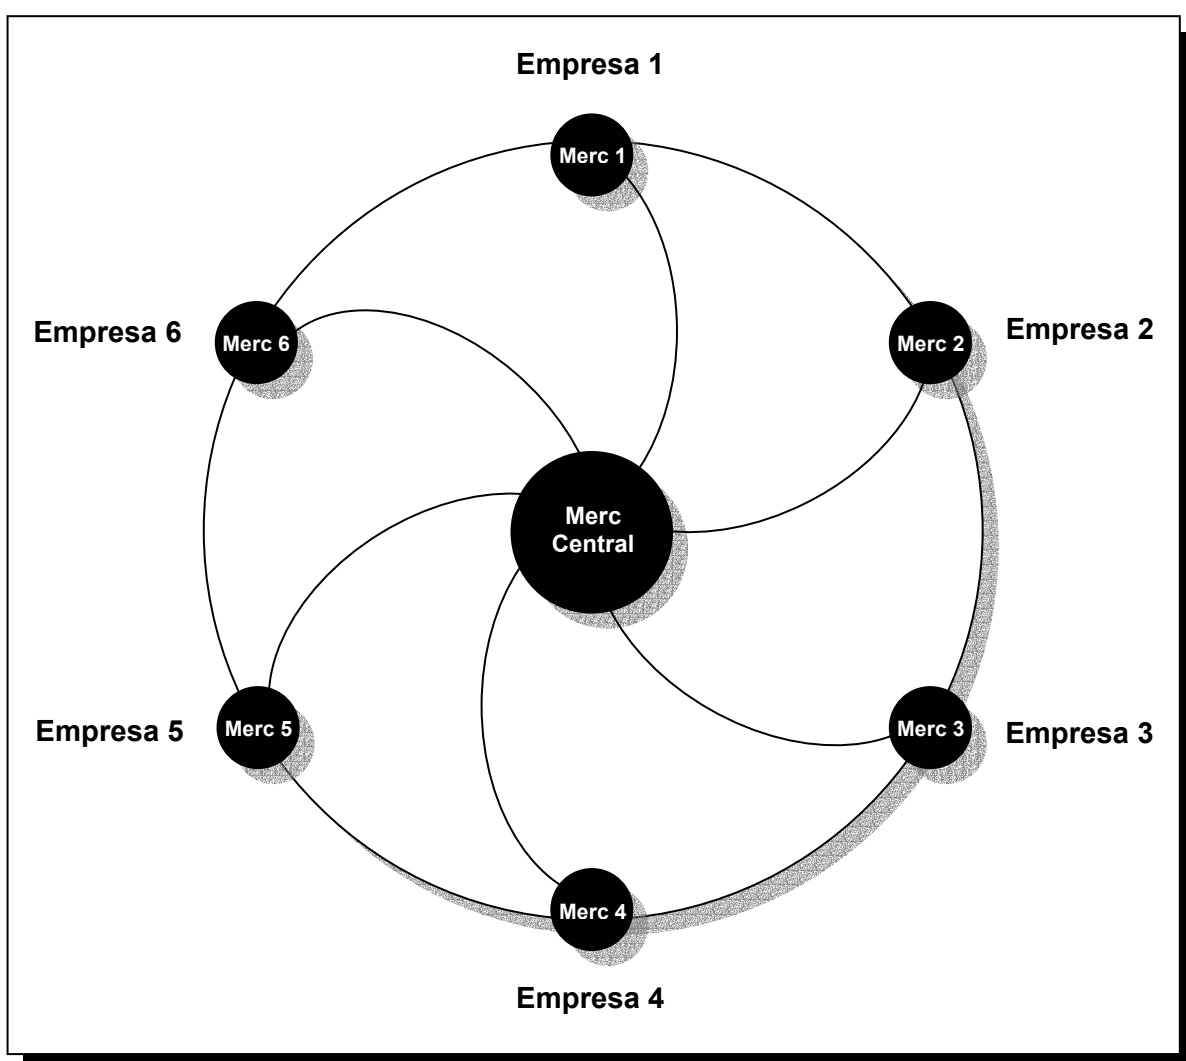 Empresa 1
Merc 1
Empresa 6
Merc 6
Merc 2
Empresa 2
Merc
Central
Empresa 5
Merc 5
Merc 3
Empresa 3
Merc 4
Empresa 4